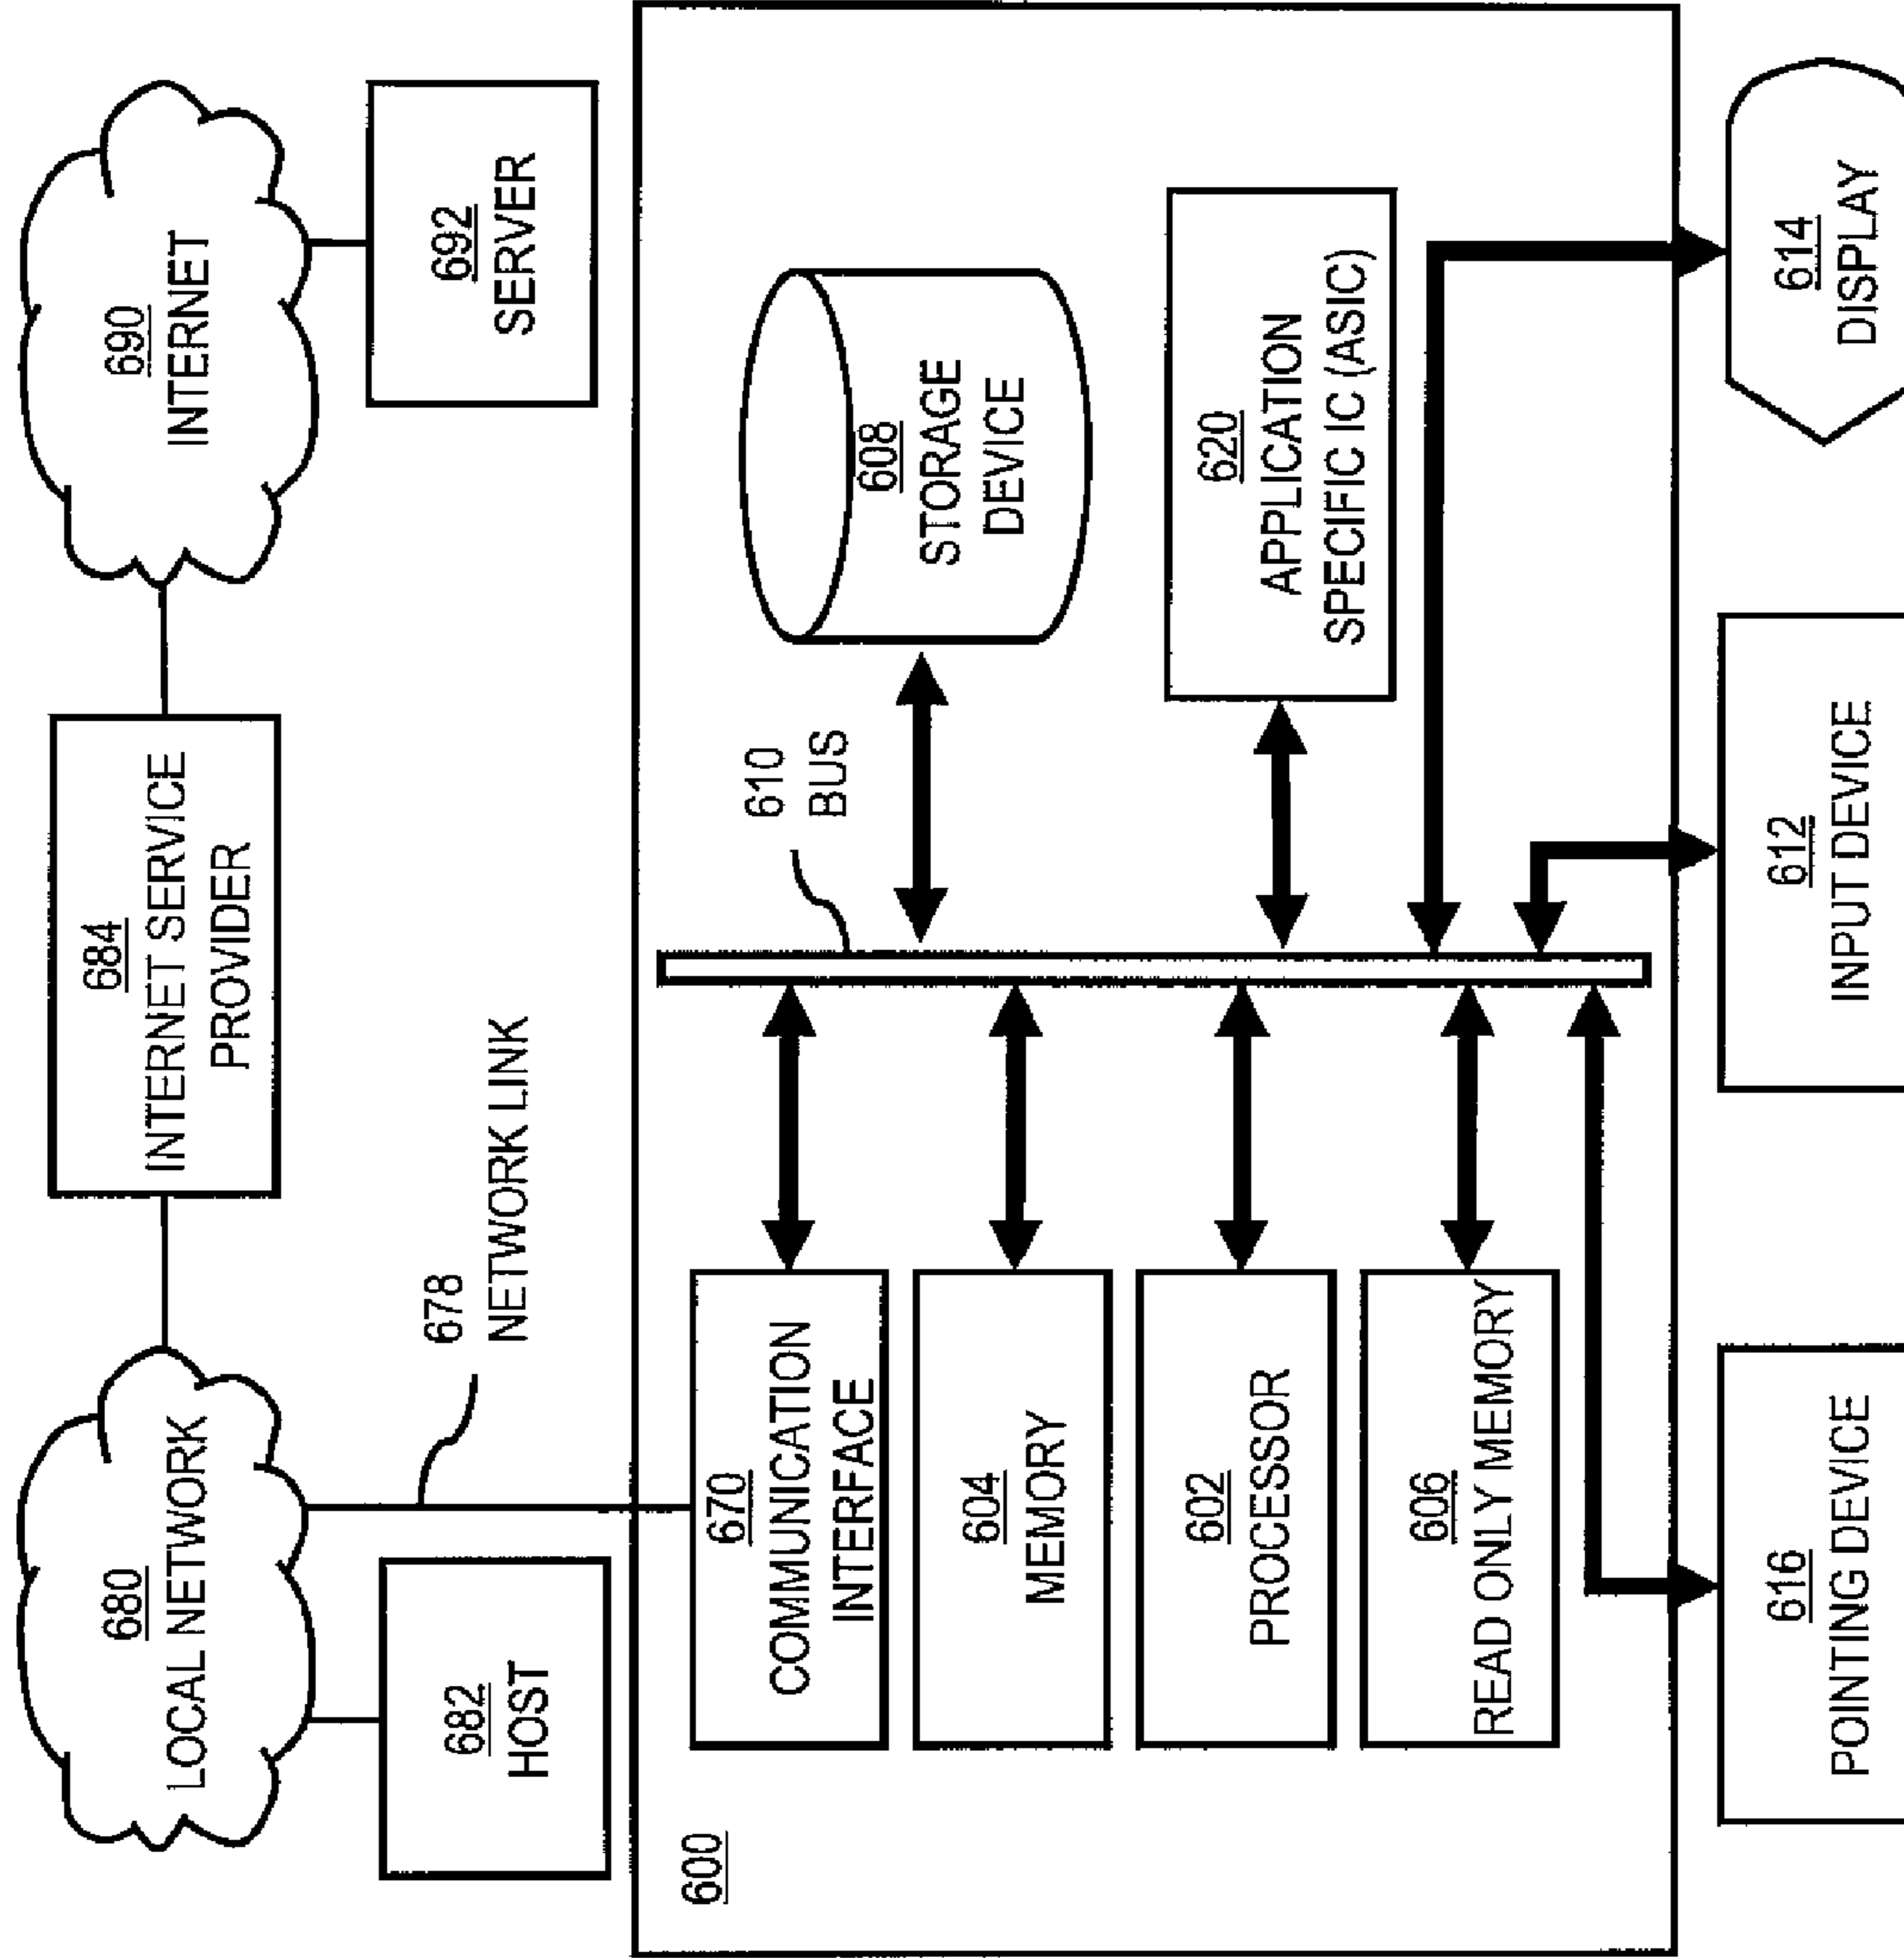 680
LOCAL NETWORK
684
INTERNET SERVICE
PROVIDER
690
INTERNET
682
HOST
678
NETWORK LINK
692
SERVER
600
670
COMMUNICATION
INTERFACE
610
BUS
608
STORAGE
DEVICE
604
MEMORY
602
PROCESSOR
620
APPLICATION
SPECIFIC IC (ASIC)
606
READ ONLY MEMORY
616
POINTING DEVICE
612
INPUT DEVICE
614
DISPLAY